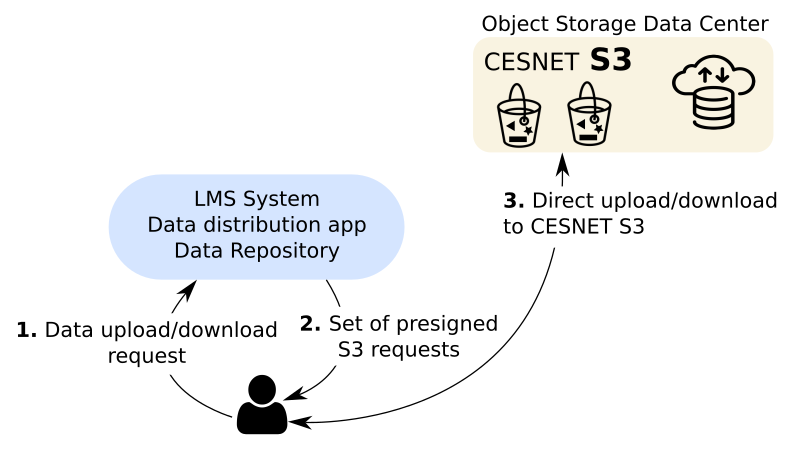 Object Storage Data Center
CESNET S3
LMS System
Data distribution app
Data Repository
3. Direct upload/download
to CESNET S3
1. Data upload/download
request
2. Set of presigned
S3 requests